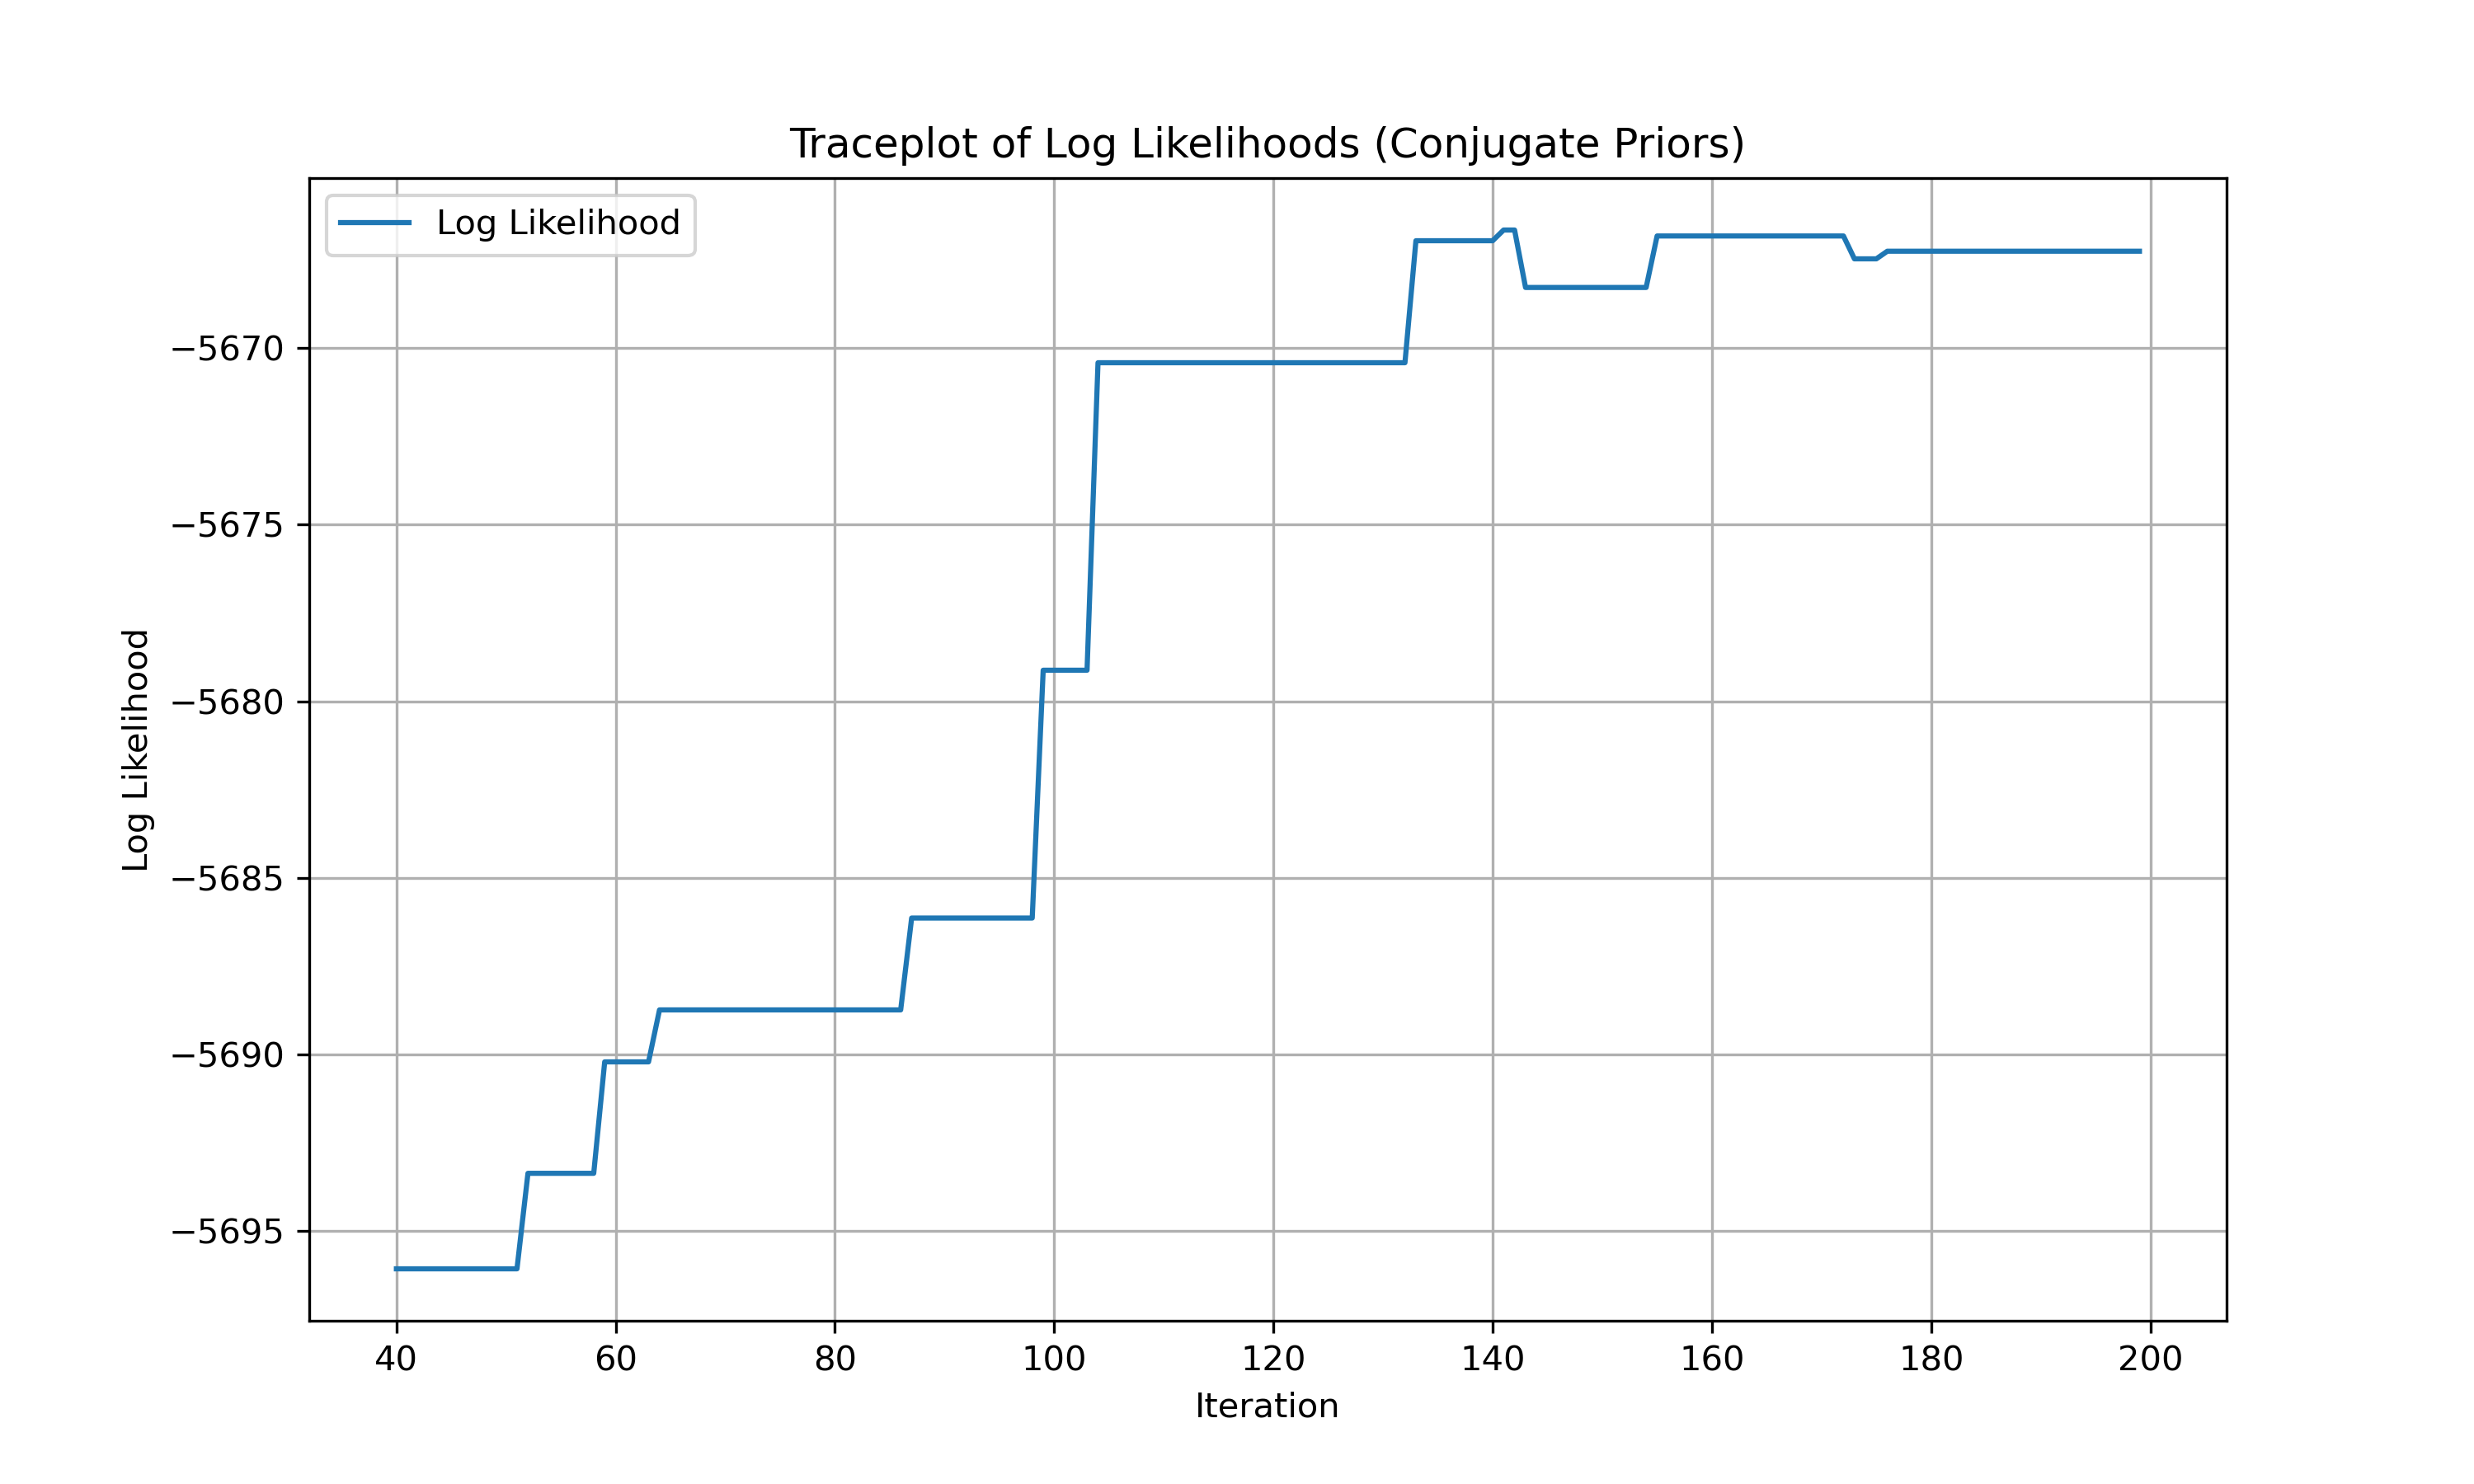 Traceplot of Log Likelihoods (Conjugate Priors)
Log Likelihood
−5670
−5675
−5680
−5685
−5690
−5695
Log Likelihood
40 60 80 100 120 140 160 180 200
Iteration